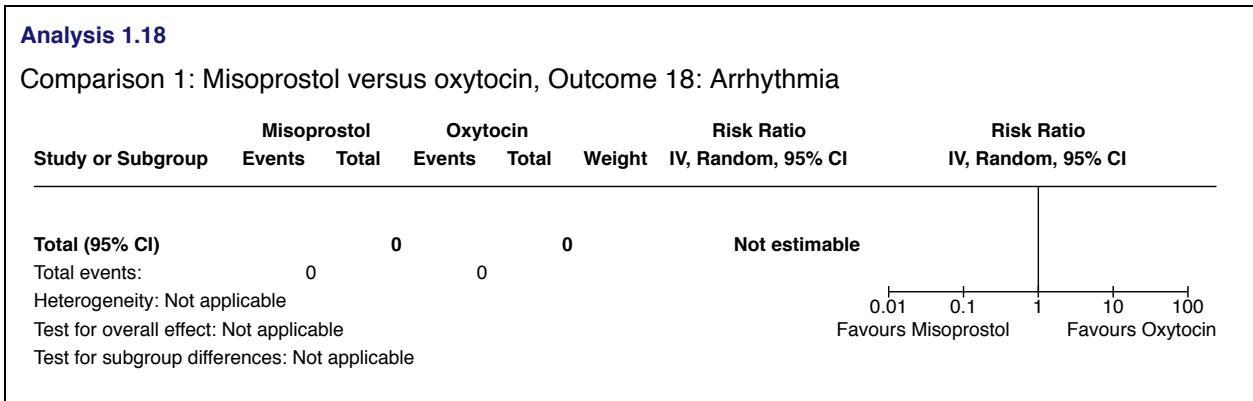 Analysis 1.18
Comparison 1: Misoprostol versus oxytocin, Outcome 18: Arrhythmia
Misoprostol Oxytocin Risk Ratio Risk Ratio
Study or Subgroup Events Total Events Total Weight IV, Random, 95% CI IV, Random, 95% CI
Total (95% CI) 0 0 Not estimable
Total events: 0 0
Heterogeneity: Not applicable
0.01 0.1 1 10 100
Test for overall effect: Not applicable Favours Misoprostol Favours Oxytocin
Test for subgroup differences: Not applicable